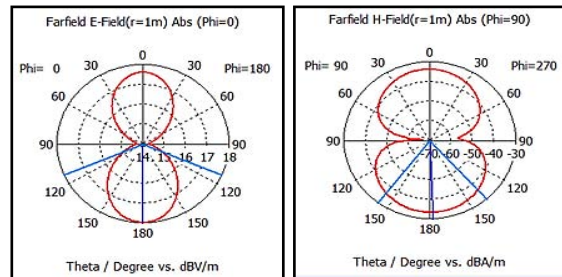 Farfield E-Field(r=1m) Abs (Phi=0)
Phi= 0
0
Phi=180
30
30
60
60
90
14 15 16 17 18
90
120
120
150
150
180
Theta / Degree vs. dBV/m
Farfield H-Field(r=1m) Abs (Phi=90)
Phi= 90
0
Phi=270
30
30
60
60
90
-70 -60 -50 -40 -30
90
120
120
150
150
180
Theta / Degree vs. dBA/m